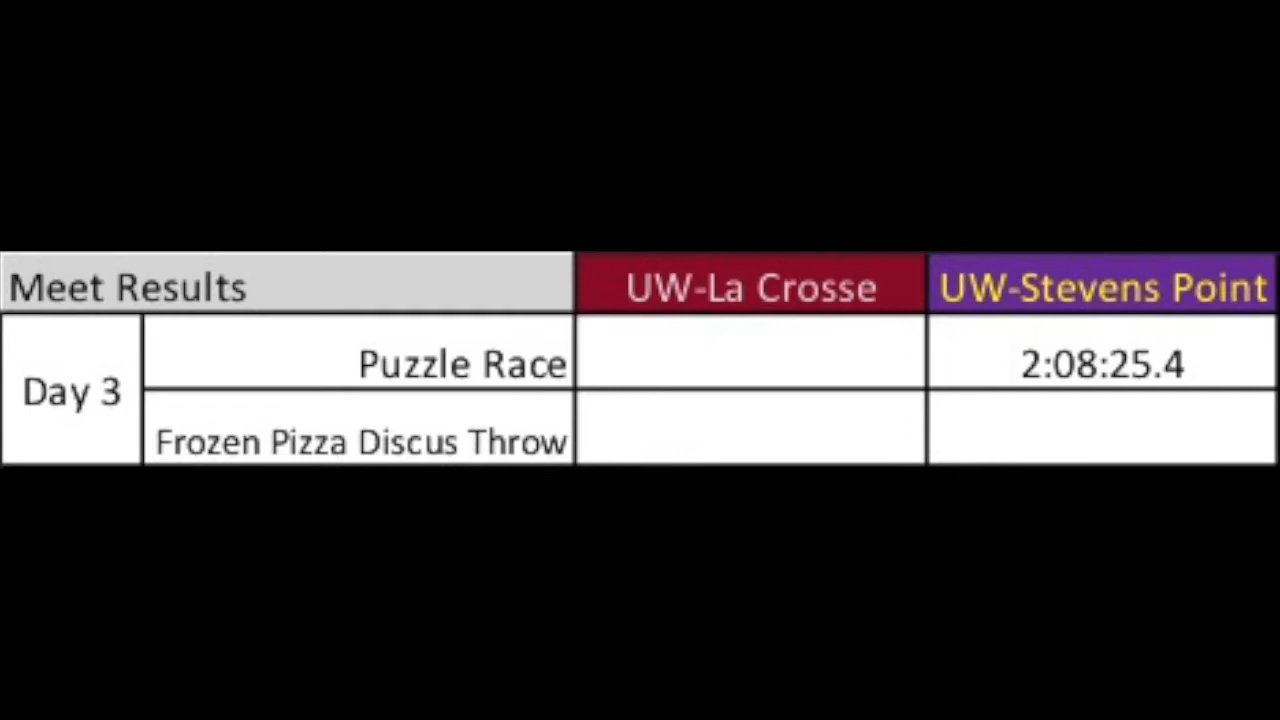 Meet Results UW-La Crosse UW-Stevens Point
Day 3
Puzzle Race 2:08:25.4
Frozen Pizza Discus Throw